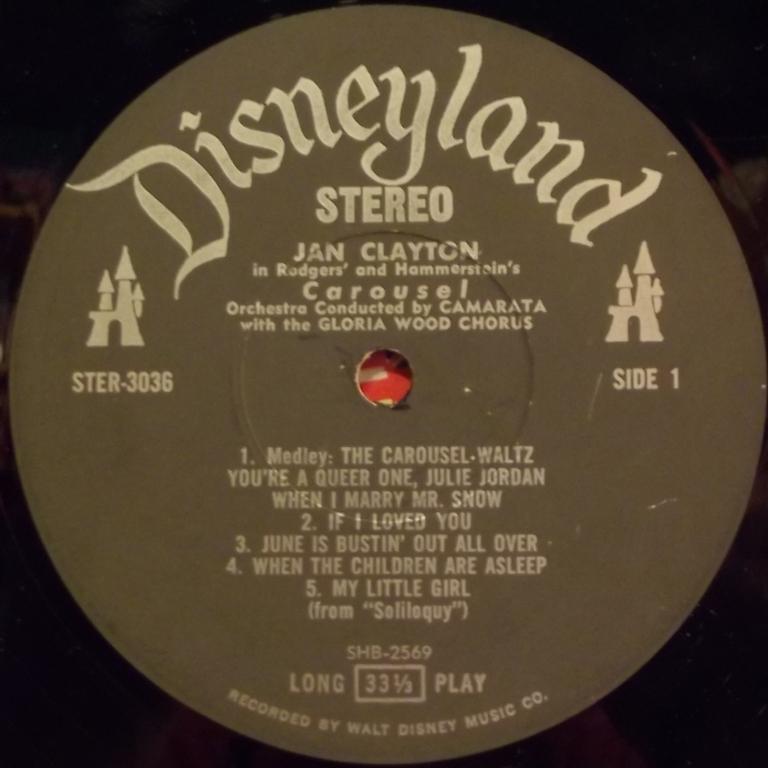 Disneyland
STEREO
JAN CLAYTON
in Rodgers' and Hammerstein's
Carousel
Orchestra Conducted by CAMARATA
with the GLORIA WOOD CHORUS
STER-3036
SIDE 1
1. Medley: THE CAROUSEL-WALTZ
YOU'RE A QUEER ONE, JULIE JORDAN
WHEN I MARRY MR. SNOW
2. IF I LOVED YOU
3. JUNE IS BUSTIN' OUT ALL OVER
4. WHEN THE CHILDREN ARE ASLEEP
5. MY LITTLE GIRL
(from "Soliloquy")
SHB-2569
LONG 33⅓ PLAY
RECORDED BY WALT DISNEY MUSIC CO.